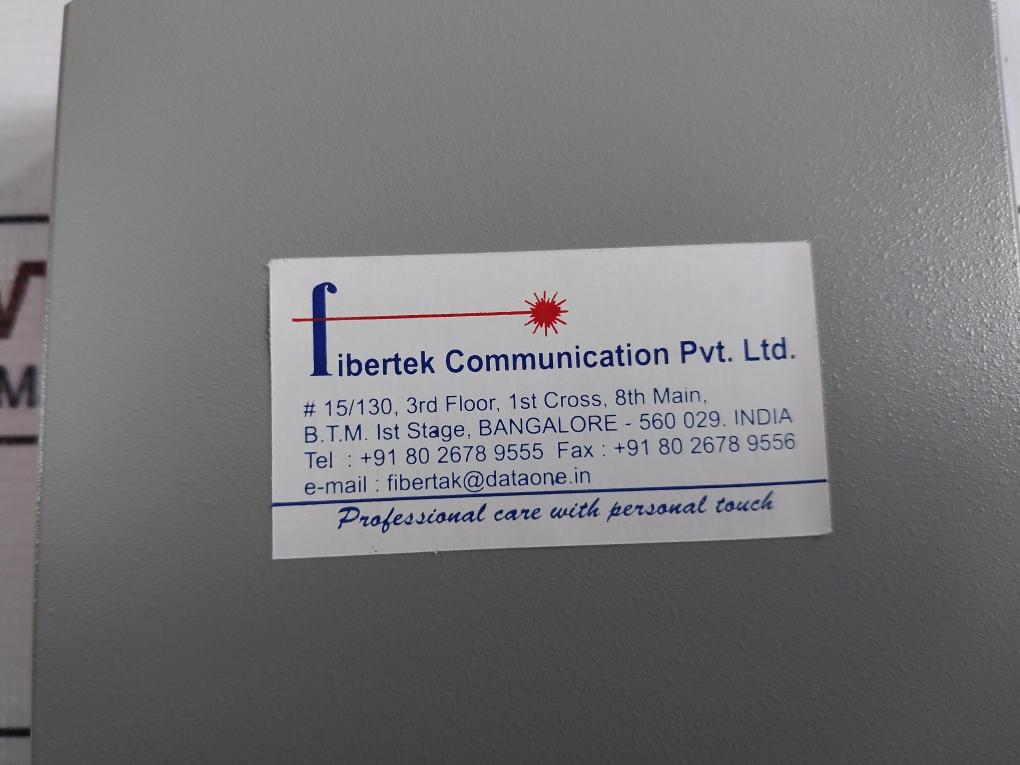 fibertek Communication Pvt. Ltd.
# 15/130, 3rd Floor, 1st Cross, 8th Main,
B.T.M. Ist Stage, BANGALORE - 560 029. INDIA
Tel : +91 80 2678 9555 Fax : +91 80 2678 9556
e-mail : fibertak@dataone.in
Professional care with personal touch